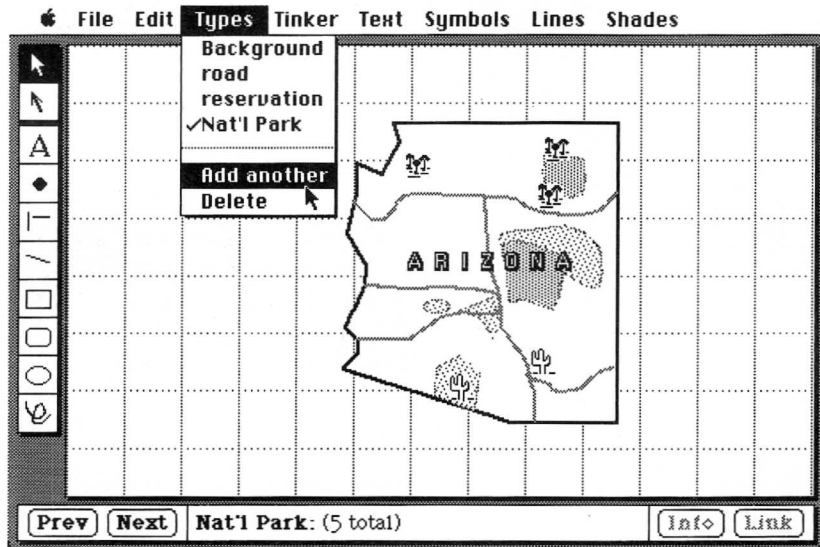 File Edit Types Tinker Text Symbols Lines Shades
Background
road
reservation
✓Nat'l Park
Add another
Delete
A
ARIZONA
Prev Next Nat'l Park: (5 total) Info Link